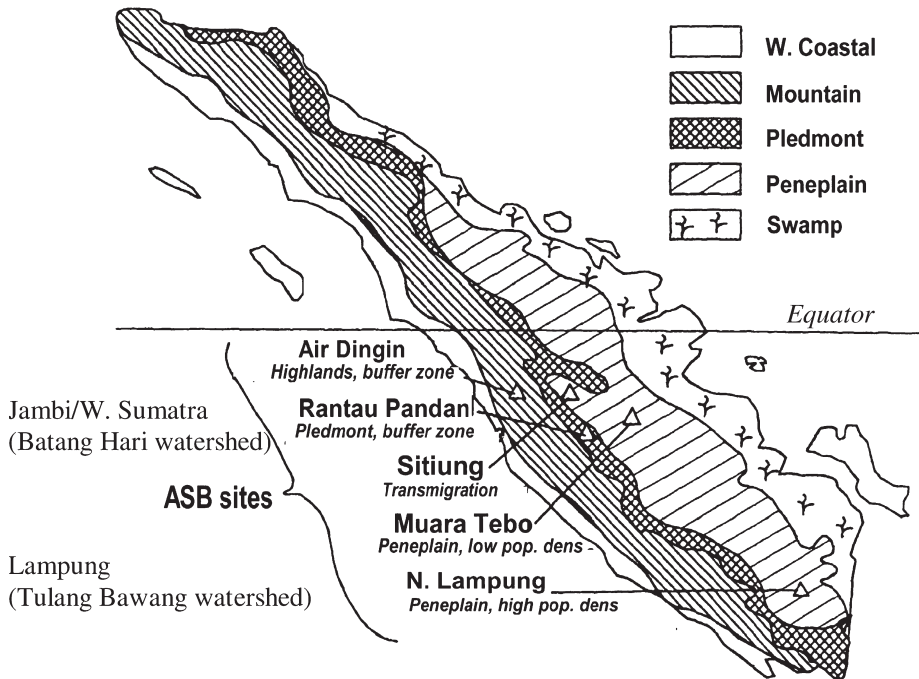 W. Coastal
Mountain
Pledmont
Peneplain
Swamp
Equator
Air Dingin
Highlands, buffer zone
Jambi/W. Sumatra
(Batang Hari watershed)
Rantau Pandan
Pledmont, buffer zone
Sitiung
Transmigration
ASB sites
Muara Tebo
Peneplain, low pop. dens -
Lampung
(Tulang Bawang watershed)
N. Lampung
Peneplain, high pop. dens